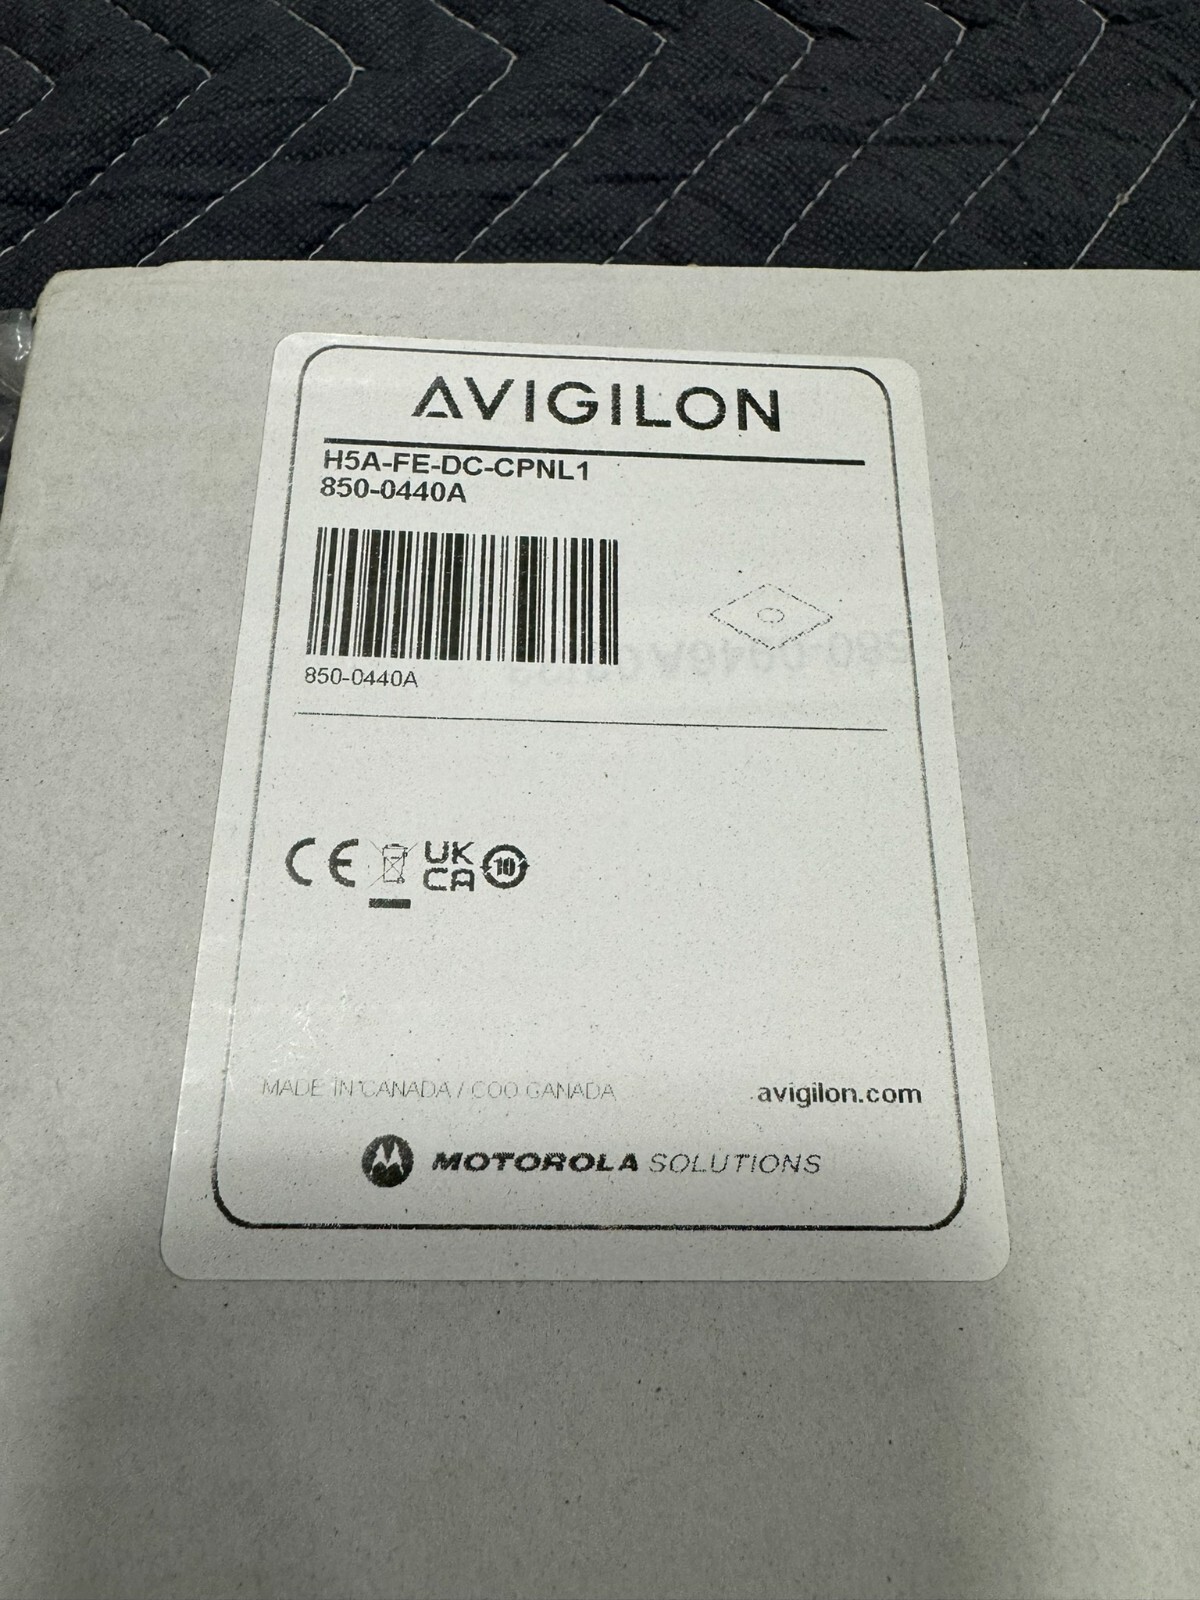 AVIGILON
H5A-FE-DC-CPNL1
850-0440A
850-0440A
CE UK CA 10
MADE IN CANADA / COO CANADA
avigilon.com
MOTOROLA SOLUTIONS